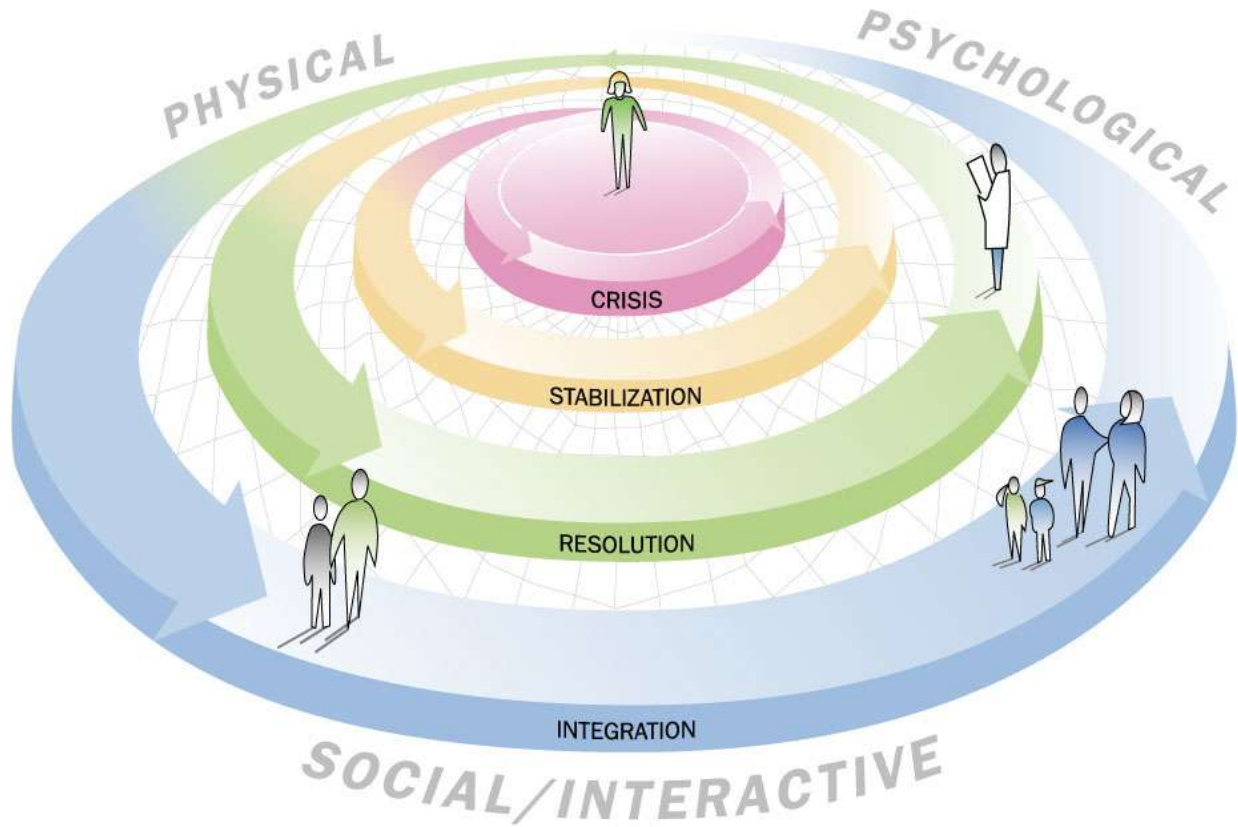 PHYSICAL
PSYCHOLOGICAL
CRISIS
STABILIZATION
RESOLUTION
INTEGRATION
SOCIAL/INTERACTIVE